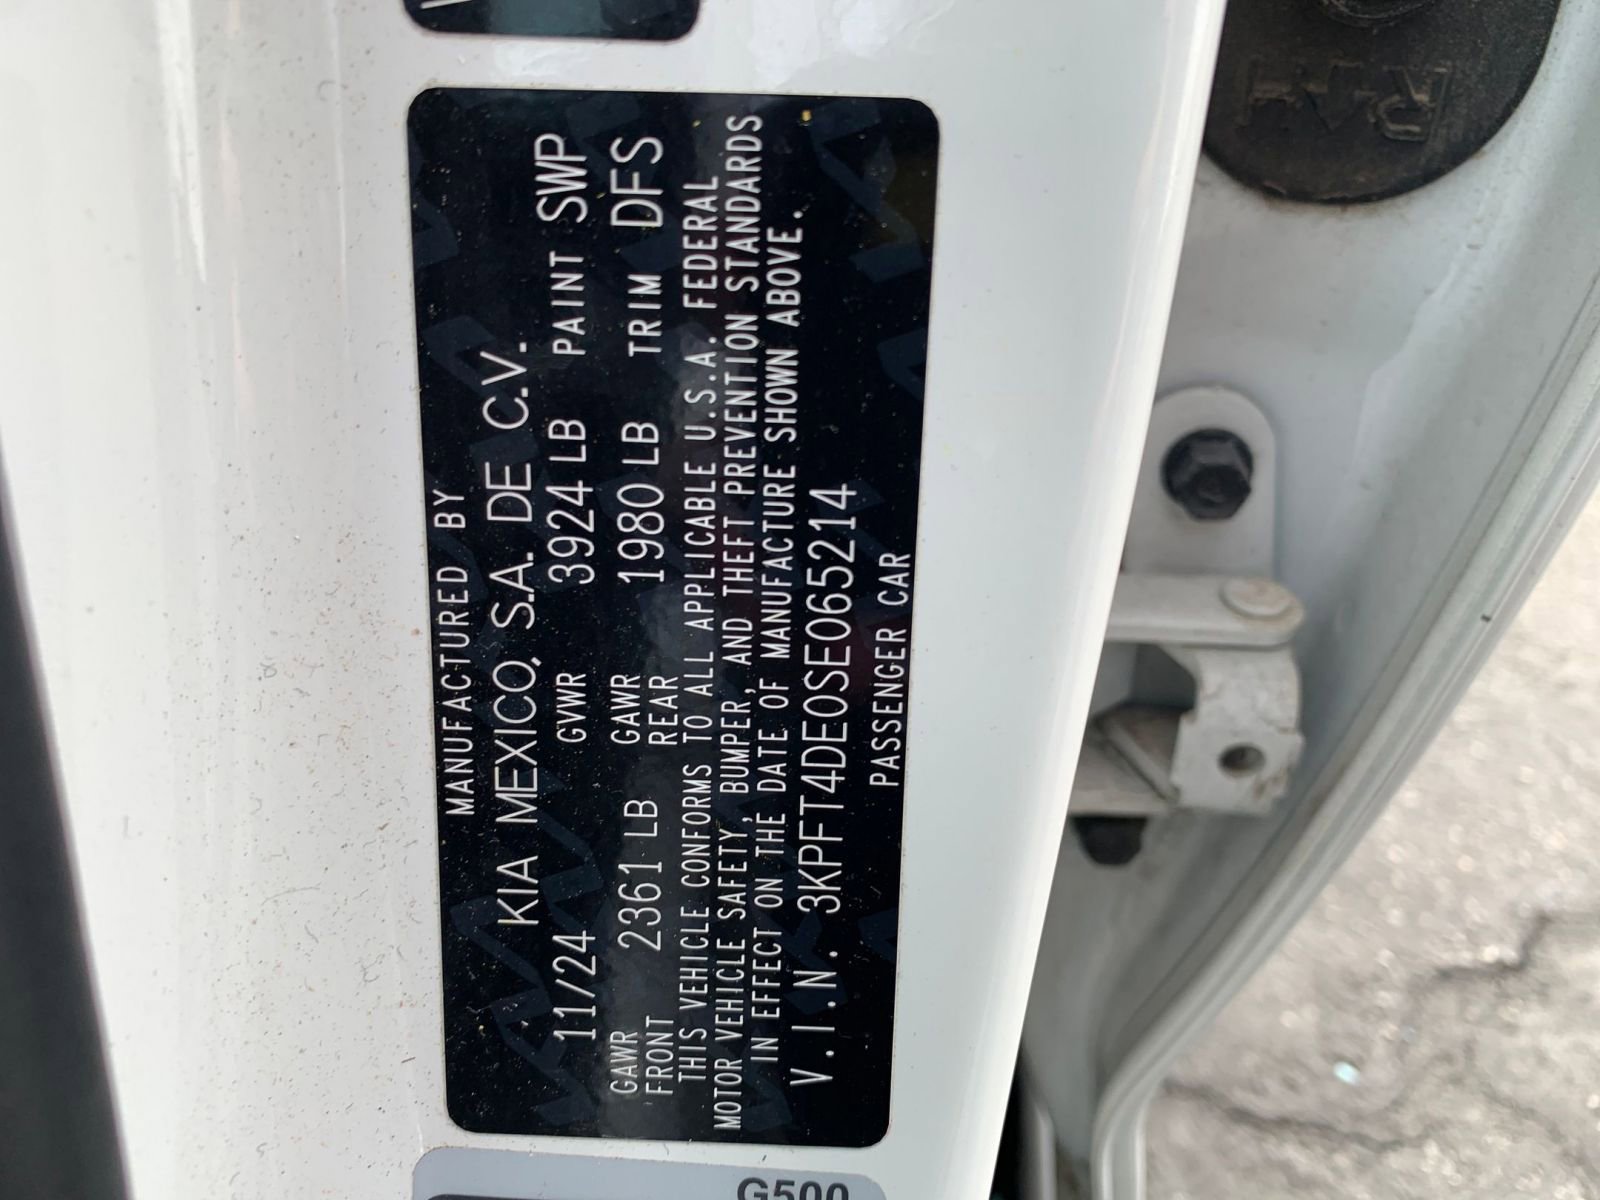 MANUFACTURED BY
KIA MEXICO, S.A. DE C.V.
11/24 GVWR 3924 LB PAINT SWP
GAWR FRONT 2361 LB GAWR REAR 1980 LB TRIM DFS
THIS VEHICLE CONFORMS TO ALL APPLICABLE U.S.A. FEDERAL
MOTOR VEHICLE SAFETY, BUMPER, AND THEFT PREVENTION STANDARDS
IN EFFECT ON THE DATE OF MANUFACTURE SHOWN ABOVE.
V.I.N. 3KPFT4DE0SE065214
PASSENGER CAR
G500